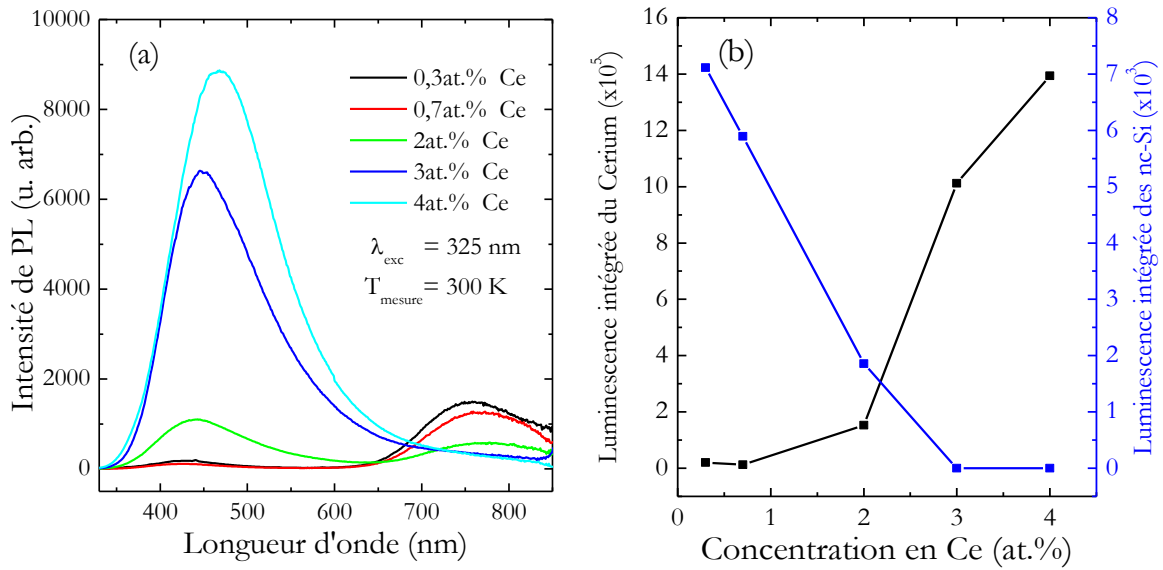 (a)
10000
8000
6000
4000
2000
0
400
500
600
700
800
Intensité de PL (u. arb.)
Longueur d'onde (nm)
0,3at.% Ce
0,7at.% Ce
2at.% Ce
3at.% Ce
4at.% Ce
λexc = 325 nm
Tmesure= 300 K
(b)
16
14
12
10
8
6
4
2
0
Luminescence intégrée du Cerium (x10⁵)
0
1
2
3
4
Concentration en Ce (at.%)
8
7
6
5
4
3
2
1
0
Luminescence intégrée des nc-Si (x10³)